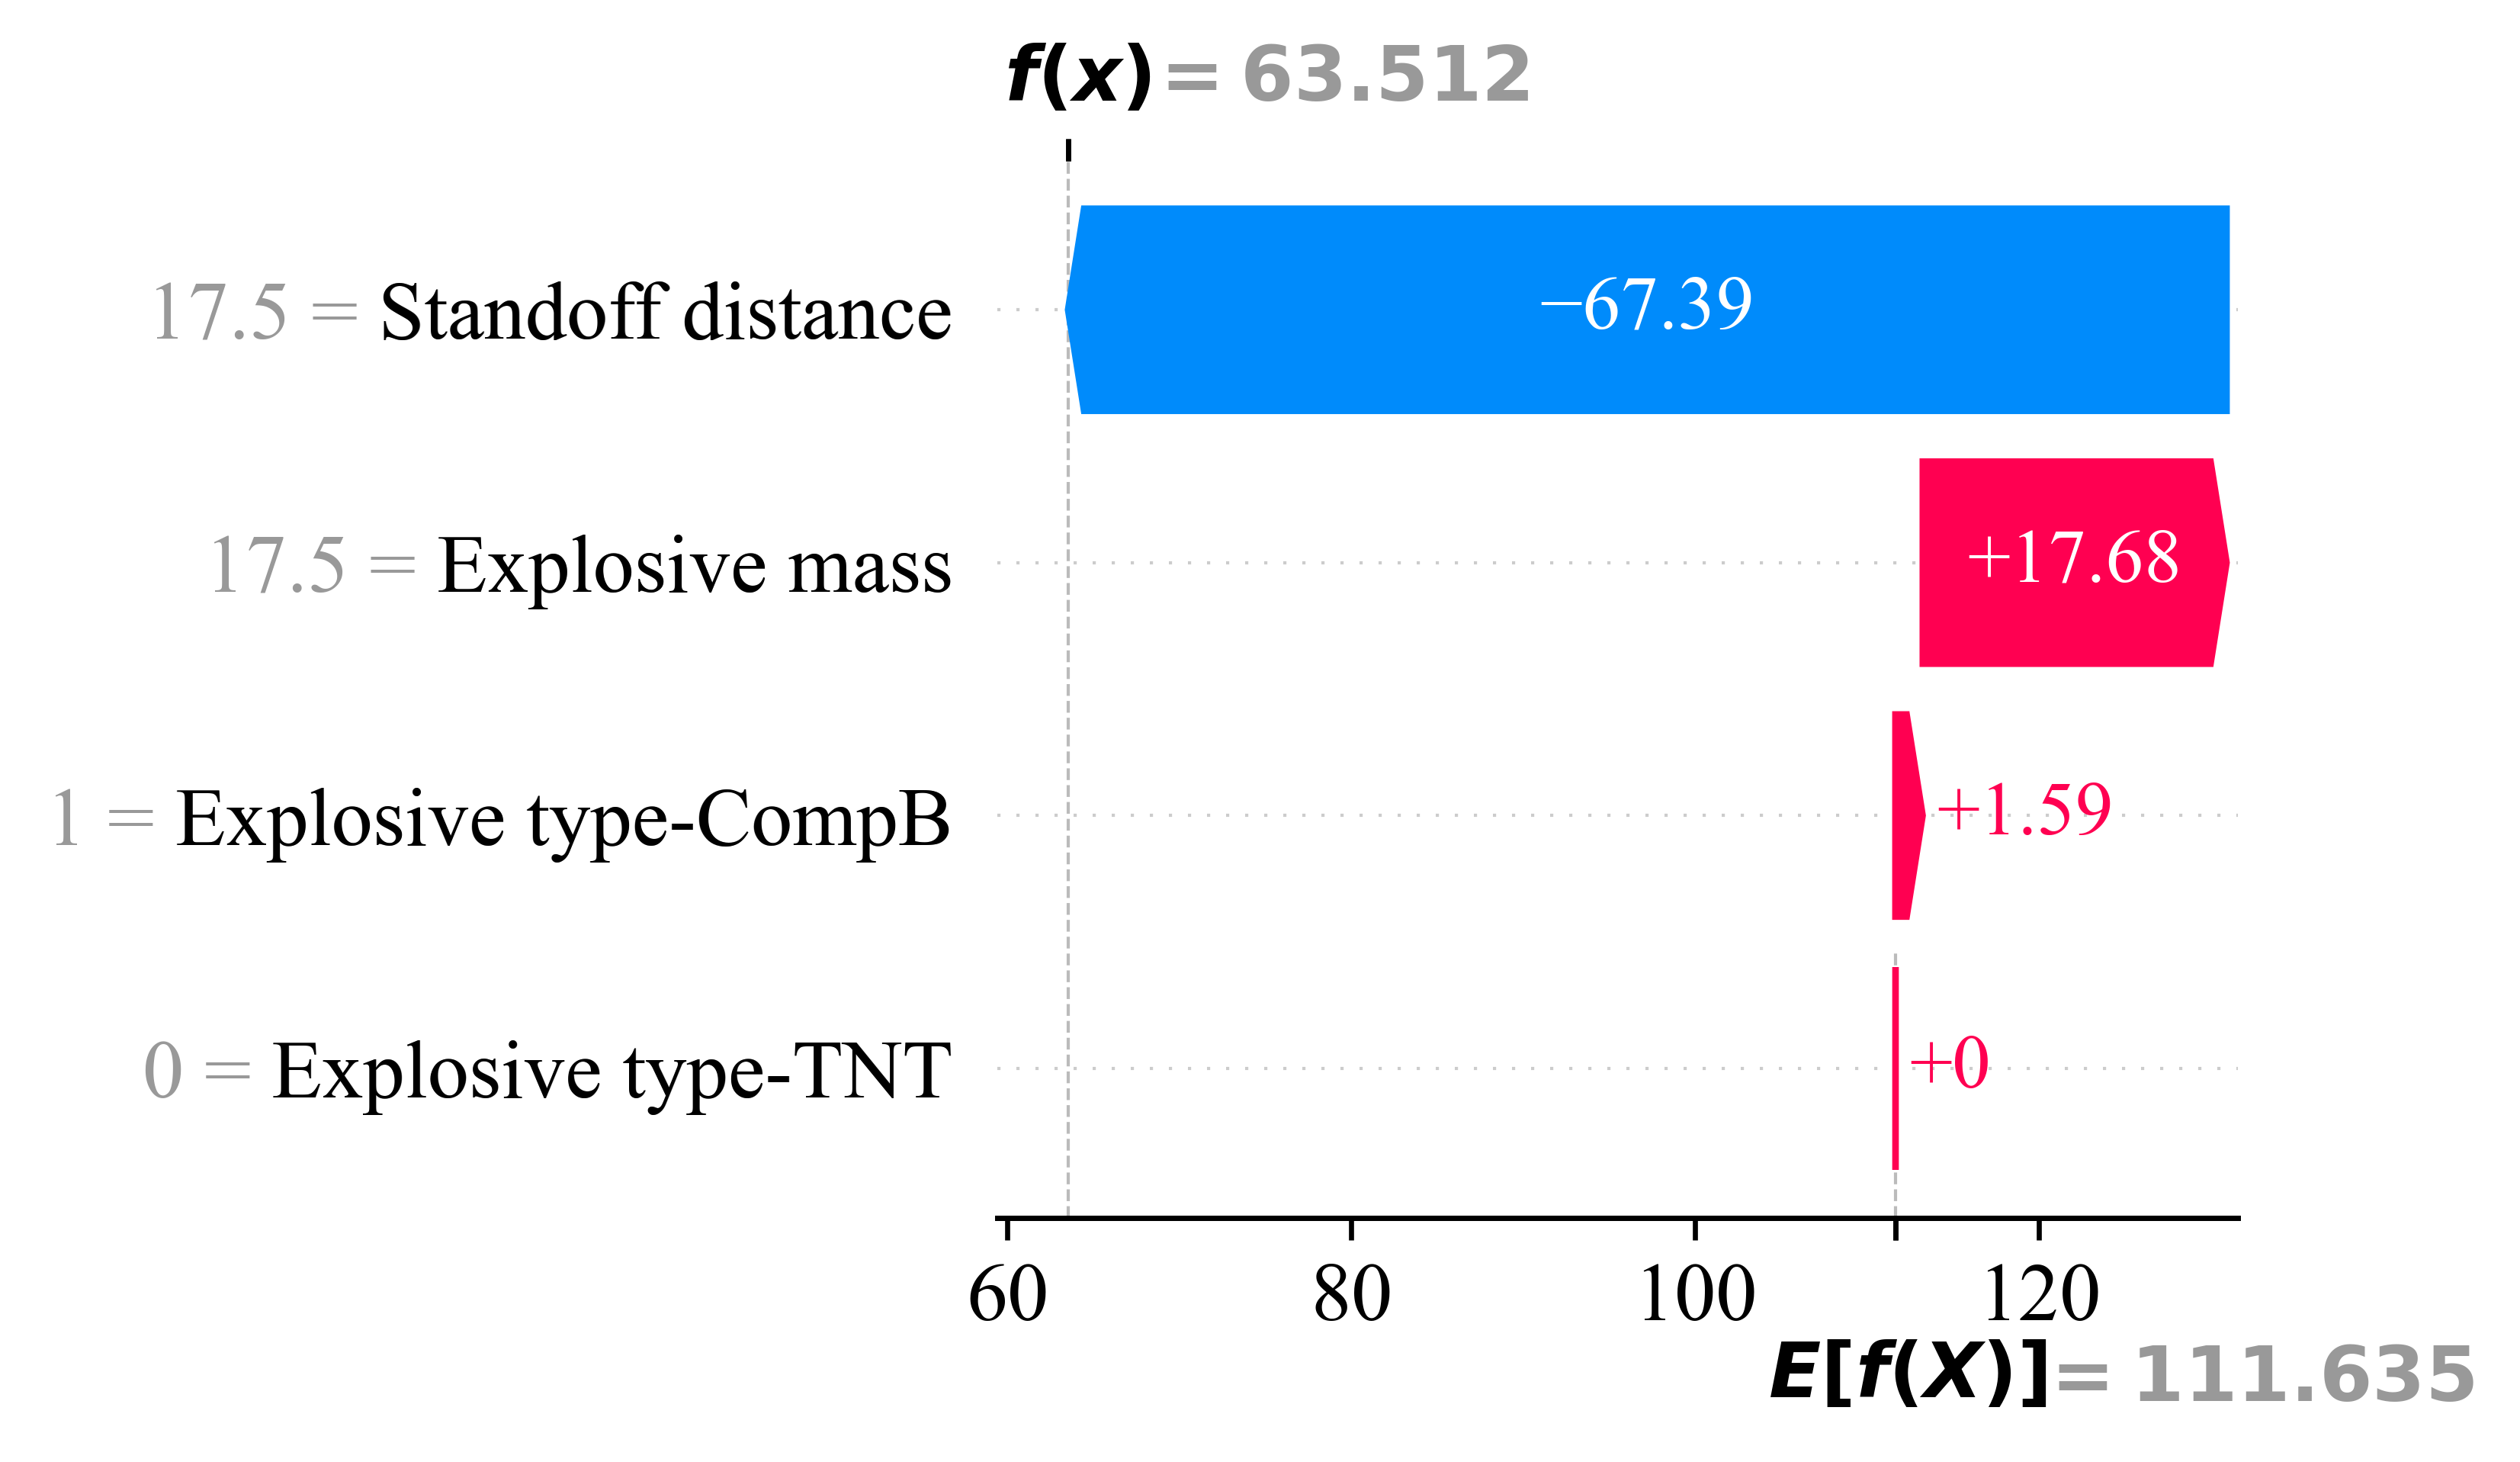 f(x) = 63.512
17.5 = Standoff distance
−67.39
17.5 = Explosive mass
+17.68
1 = Explosive type-CompB
+1.59
0 = Explosive type-TNT
+0
60 80 100 120
E[f(X)] = 111.635